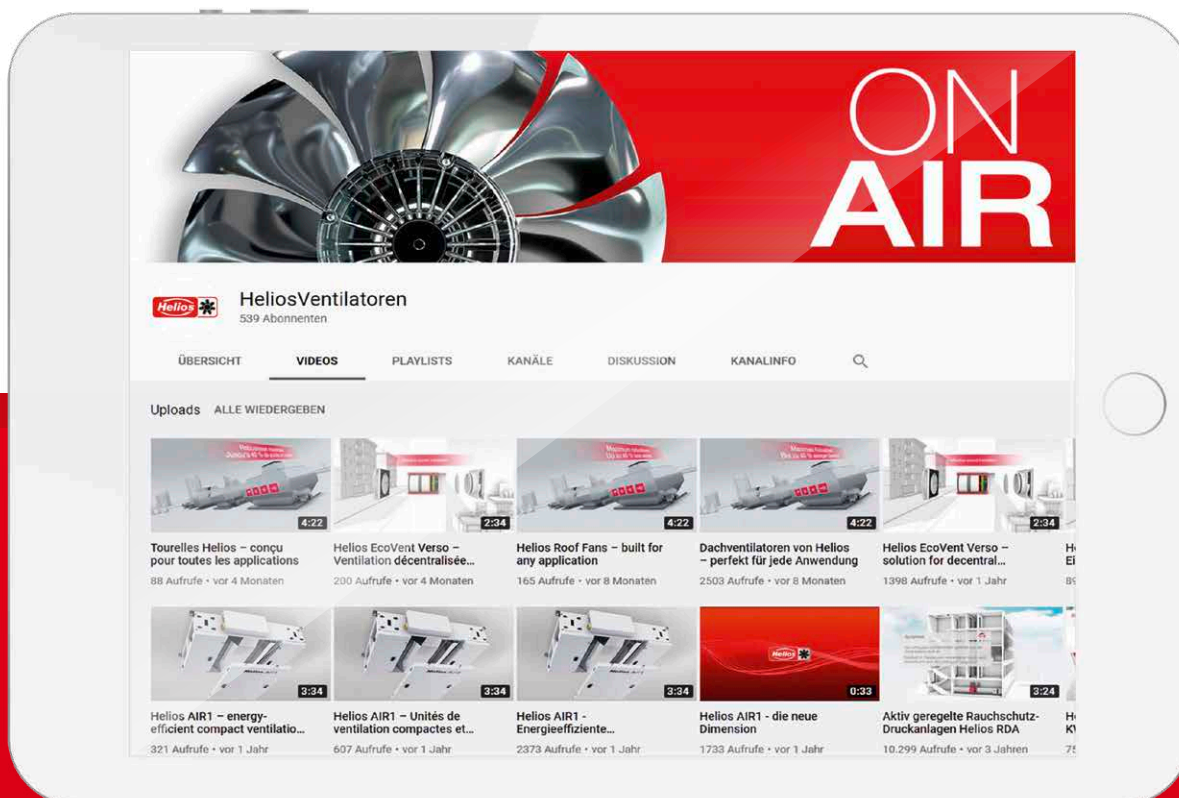 ON
AIR
Helios
HeliosVentilatoren
539 Abonnenten
ÜBERSICHT VIDEOS PLAYLISTS KANÄLE DISKUSSION KANALINFO
Uploads ALLE WIEDERGEBEN
4:22 2:34 4:22 4:22 2:34
Tourelles Helios – conçu Helios EcoVent Verso – Helios Roof Fans – built for Dachventilatoren von Helios Helios EcoVent Verso –
pour toutes les applications Ventilation décentralisée... any application – perfekt für jede Anwendung solution for decentral...
88 Aufrufe • vor 4 Monaten 200 Aufrufe • vor 4 Monaten 165 Aufrufe • vor 8 Monaten 2503 Aufrufe • vor 8 Monaten 1398 Aufrufe • vor 1 Jahr
Helios
3:34 3:34 3:34 0:33 3:24
Helios AIR1 – energy- Helios AIR1 – Unités de Helios AIR1 - Helios AIR1 - die neue Aktiv geregelte Rauchschutz-
efficient compact ventilatio... ventilation compactes et... Energieeffiziente... Dimension Druckanlagen Helios RDA
321 Aufrufe • vor 1 Jahr 607 Aufrufe • vor 1 Jahr 2373 Aufrufe • vor 1 Jahr 1733 Aufrufe • vor 1 Jahr 10.299 Aufrufe • vor 3 Jahren